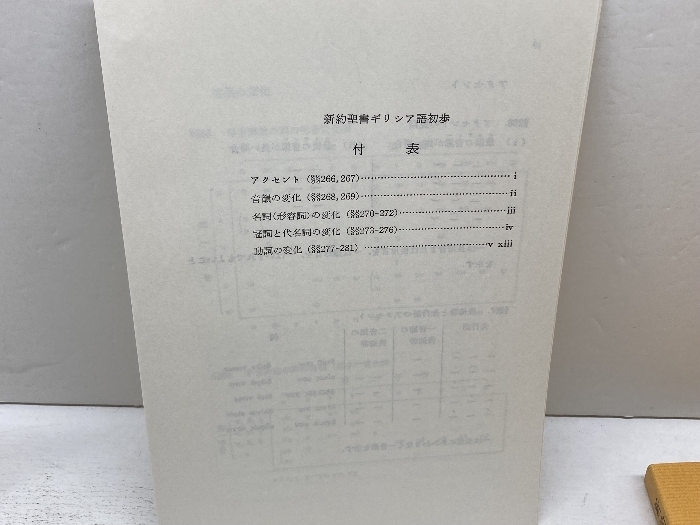 新約聖書ギリシア語初歩
付 表
アクセント (§§266,267)…………………………………… i
音韻の変化 (§§268,269)…………………………………… ii
名詞(形容詞)の変化 (§§270-272)………………………… iii
冠詞と代名詞の変化 (§§273-276)………………………… iv
動詞の変化 (§§277-281) ……………………………… v-xiii